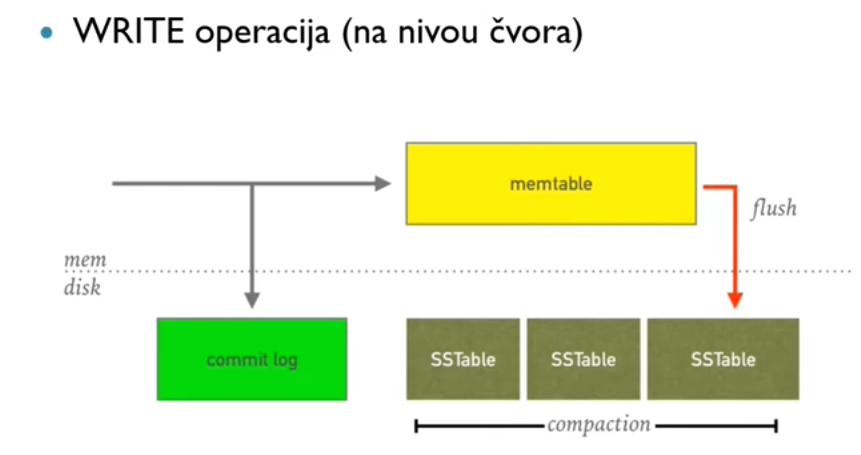 • WRITE operacija (na nivou čvora)
memtable
flush
mem
disk
commit log
SSTable
SSTable
SSTable
compaction